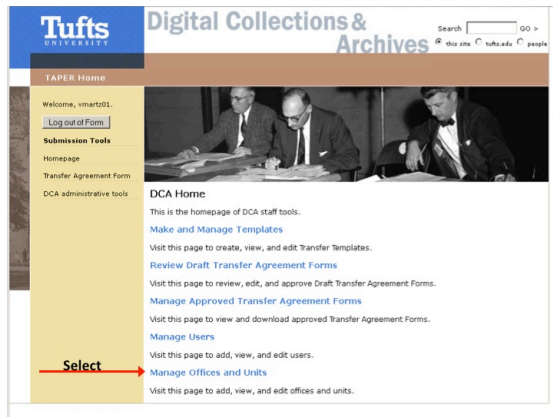 Tufts
UNIVERSITY
Digital Collections &
Archives
Search GO >
this site tufts.edu people
TAPER Home
Welcome, vmartz01.
Log out of Form
Submission Tools
Homepage
Transfer Agreement Form
DCA administrative tools
DCA Home
This is the homepage of DCA staff tools.
Make and Manage Templates
Visit this page to create, view, and edit Transfer Templates.
Review Draft Transfer Agreement Forms
Visit this page to review, edit, and approve Draft Transfer Agreement Forms.
Manage Approved Transfer Agreement Forms
Visit this page to view and download approved Transfer Agreement Forms.
Manage Users
Visit this page to add, view, and edit users.
Select
Manage Offices and Units
Visit this page to add, view, and edit offices and units.